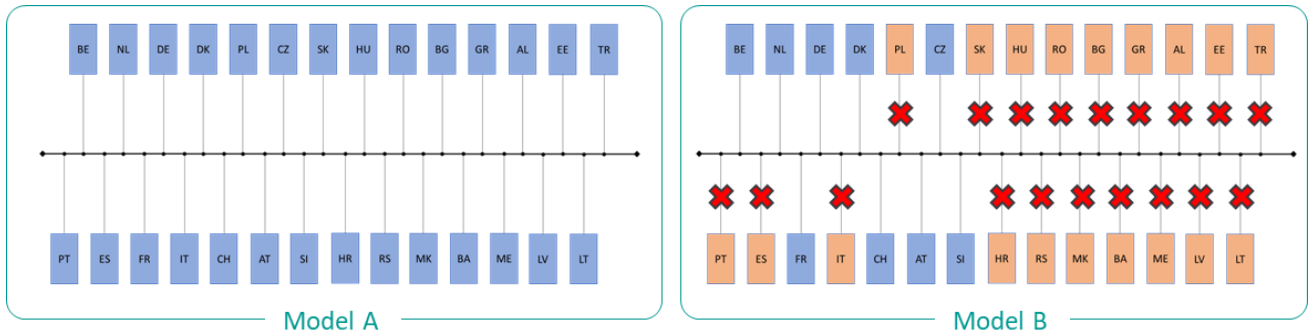 BE NL DE DK PL CZ SK HU RO BG GR AL EE TR
PT ES FR IT CH AT SI HR RS MK BA ME LV LT
Model A
BE NL DE DK PL CZ SK HU RO BG GR AL EE TR
PT ES FR IT CH AT SI HR RS MK BA ME LV LT
Model B